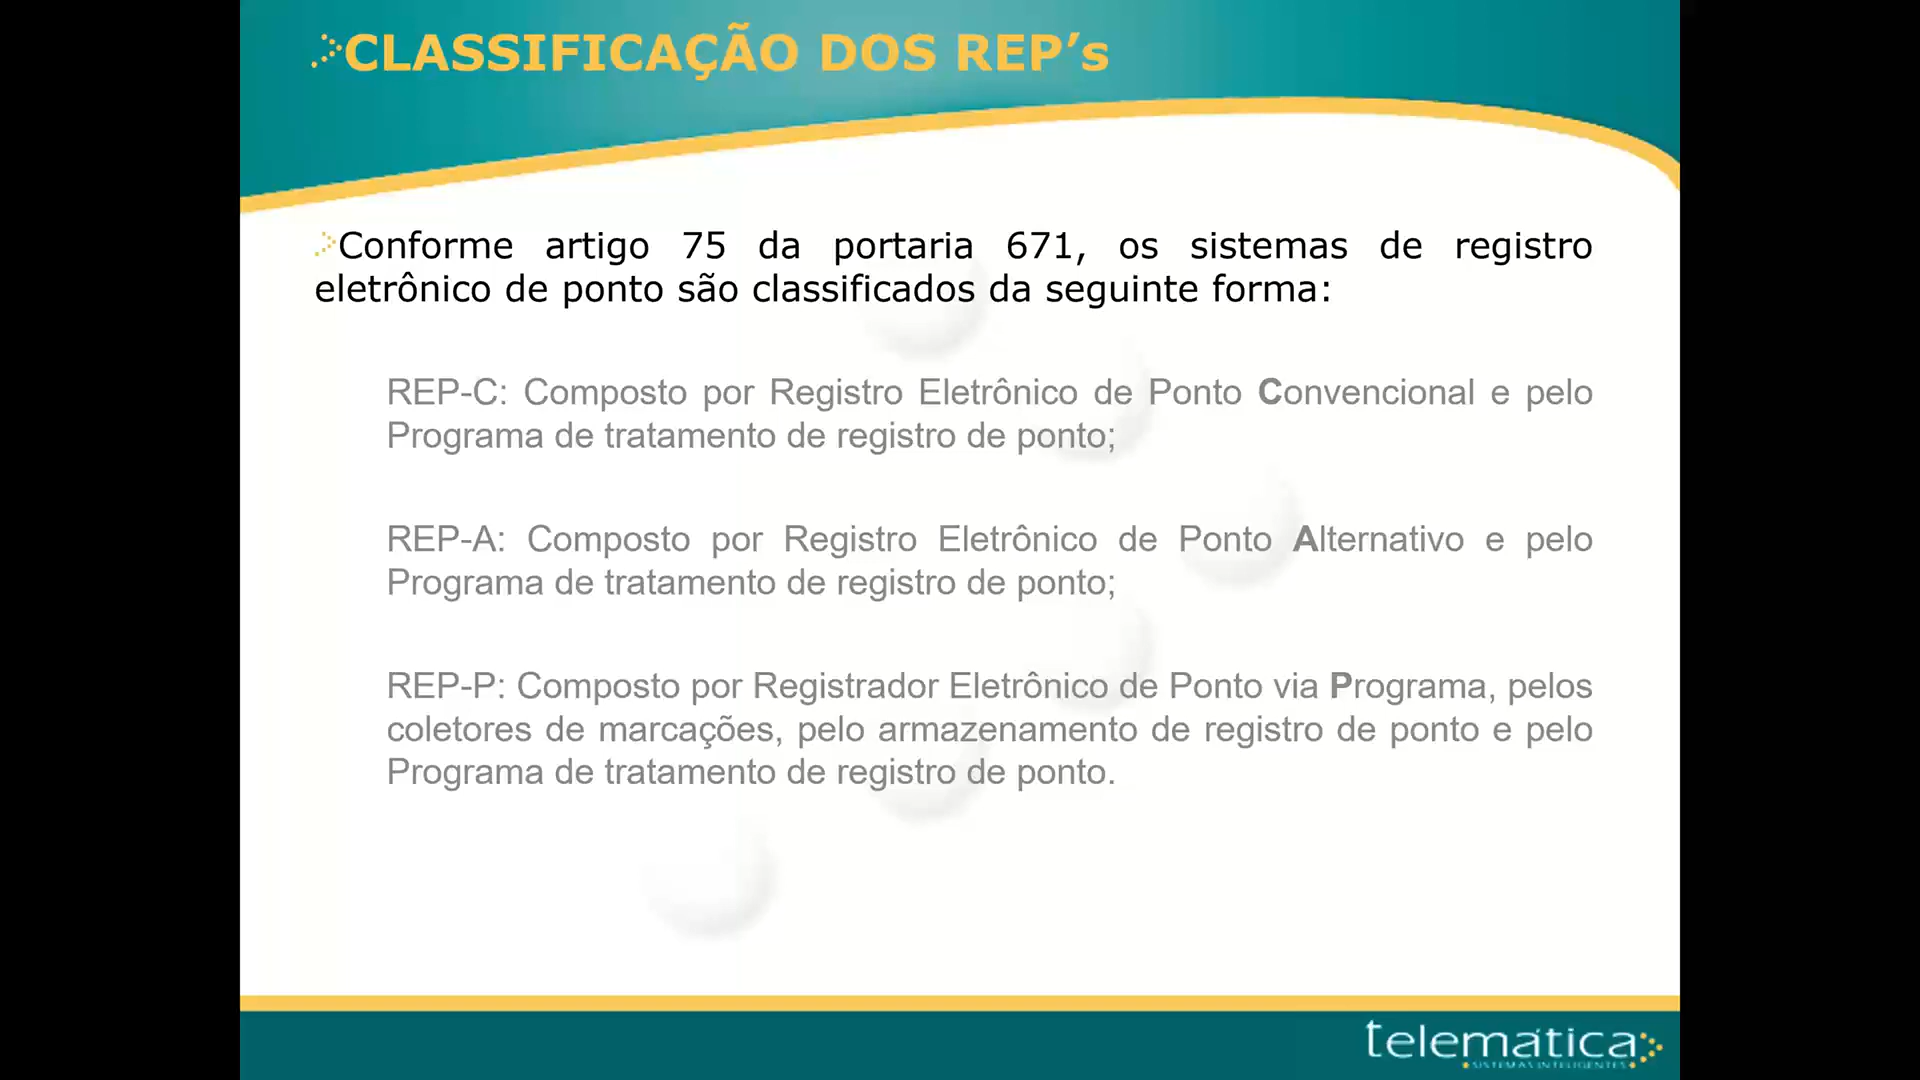 CLASSIFICAÇÃO DOS REP’s
Conforme artigo 75 da portaria 671, os sistemas de registro
eletrônico de ponto são classificados da seguinte forma:
REP-C: Composto por Registro Eletrônico de Ponto Convencional e pelo
Programa de tratamento de registro de ponto;
REP-A: Composto por Registro Eletrônico de Ponto Alternativo e pelo
Programa de tratamento de registro de ponto;
REP-P: Composto por Registrador Eletrônico de Ponto via Programa, pelos
coletores de marcações, pelo armazenamento de registro de ponto e pelo
Programa de tratamento de registro de ponto.
telemática
SISTEMAS INTELIGENTES